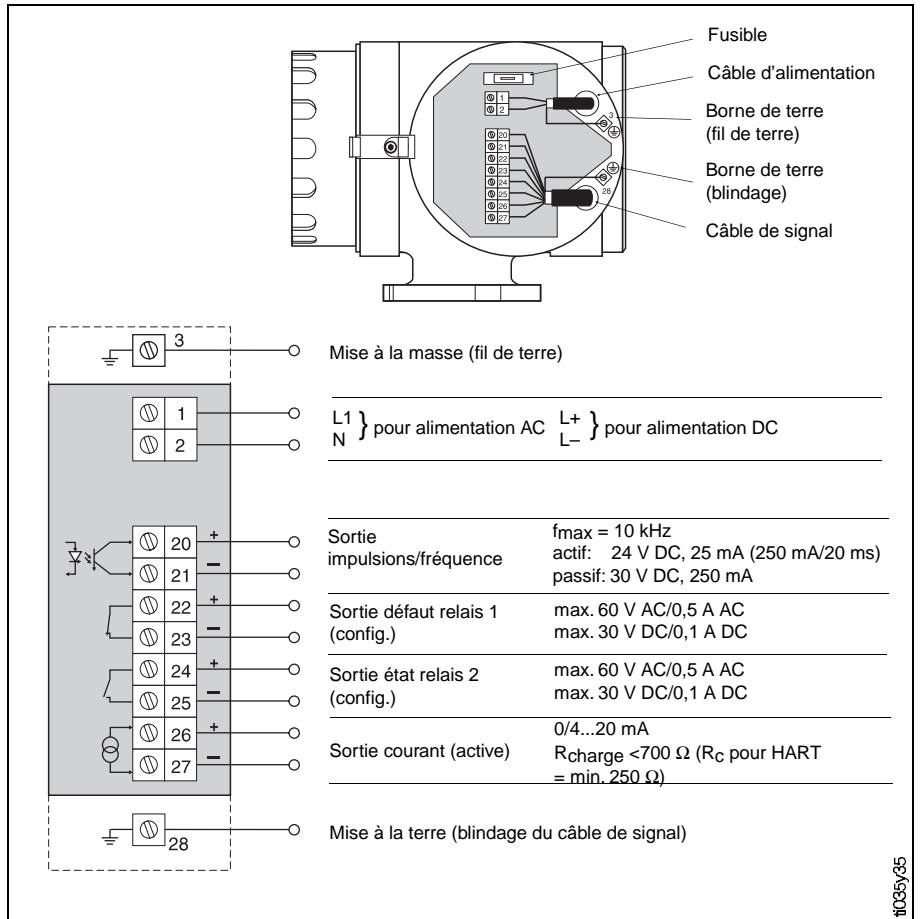 Fusible
Câble d'alimentation
Borne de terre
(fil de terre)
Borne de terre
(blindage)
Câble de signal
1
2
3
20
21
22
23
24
25
26
27
28
3
Mise à la masse (fil de terre)
1
2
L1
N
} pour alimentation AC
L+
L–
} pour alimentation DC
20 +
21 –
Sortie
impulsions/fréquence
fmax = 10 kHz
actif: 24 V DC, 25 mA (250 mA/20 ms)
passif: 30 V DC, 250 mA
22 +
23 –
Sortie défaut relais 1
(config.)
max. 60 V AC/0,5 A AC
max. 30 V DC/0,1 A DC
24 +
25 –
Sortie état relais 2
(config.)
max. 60 V AC/0,5 A AC
max. 30 V DC/0,1 A DC
26 +
27 –
Sortie courant (active)
0/4...20 mA
Rcharge <700 Ω (Rc pour HART
= min. 250 Ω)
28
Mise à la terre (blindage du câble de signal)
ti035y35